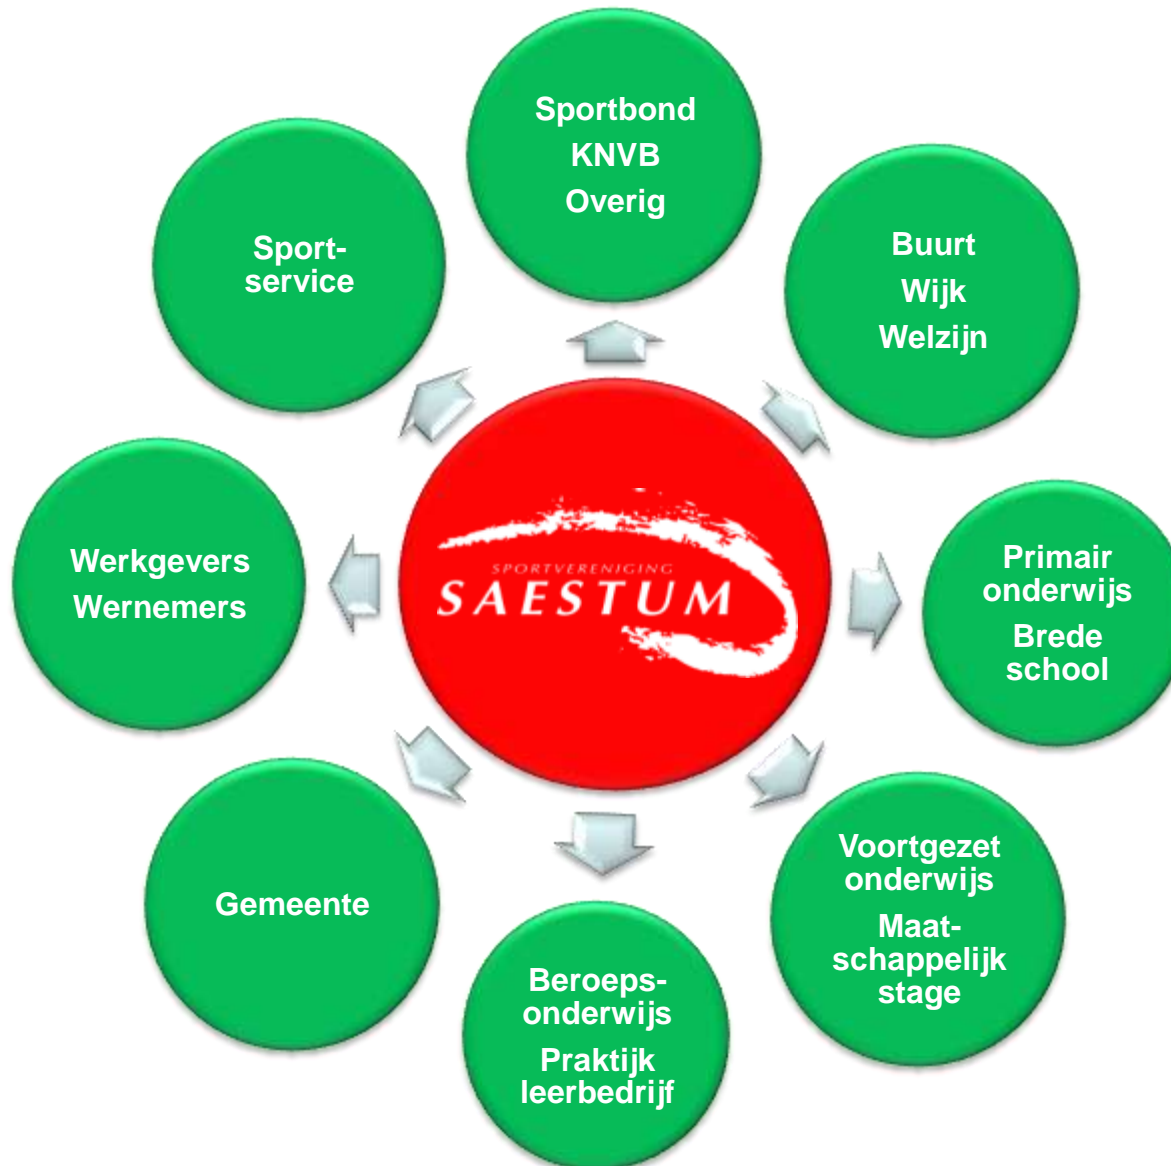 Sportbond
KNVB
Overig
Buurt
Wijk
Welzijn
Primair
onderwijs
Brede
school
Voortgezet
onderwijs
Maat-
schappelijk
stage
Beroeps-
onderwijs
Praktijk
leerbedrijf
Gemeente
Werkgevers
Wernemers
Sport-
service
SPORTVERENIGING
SAESTUM